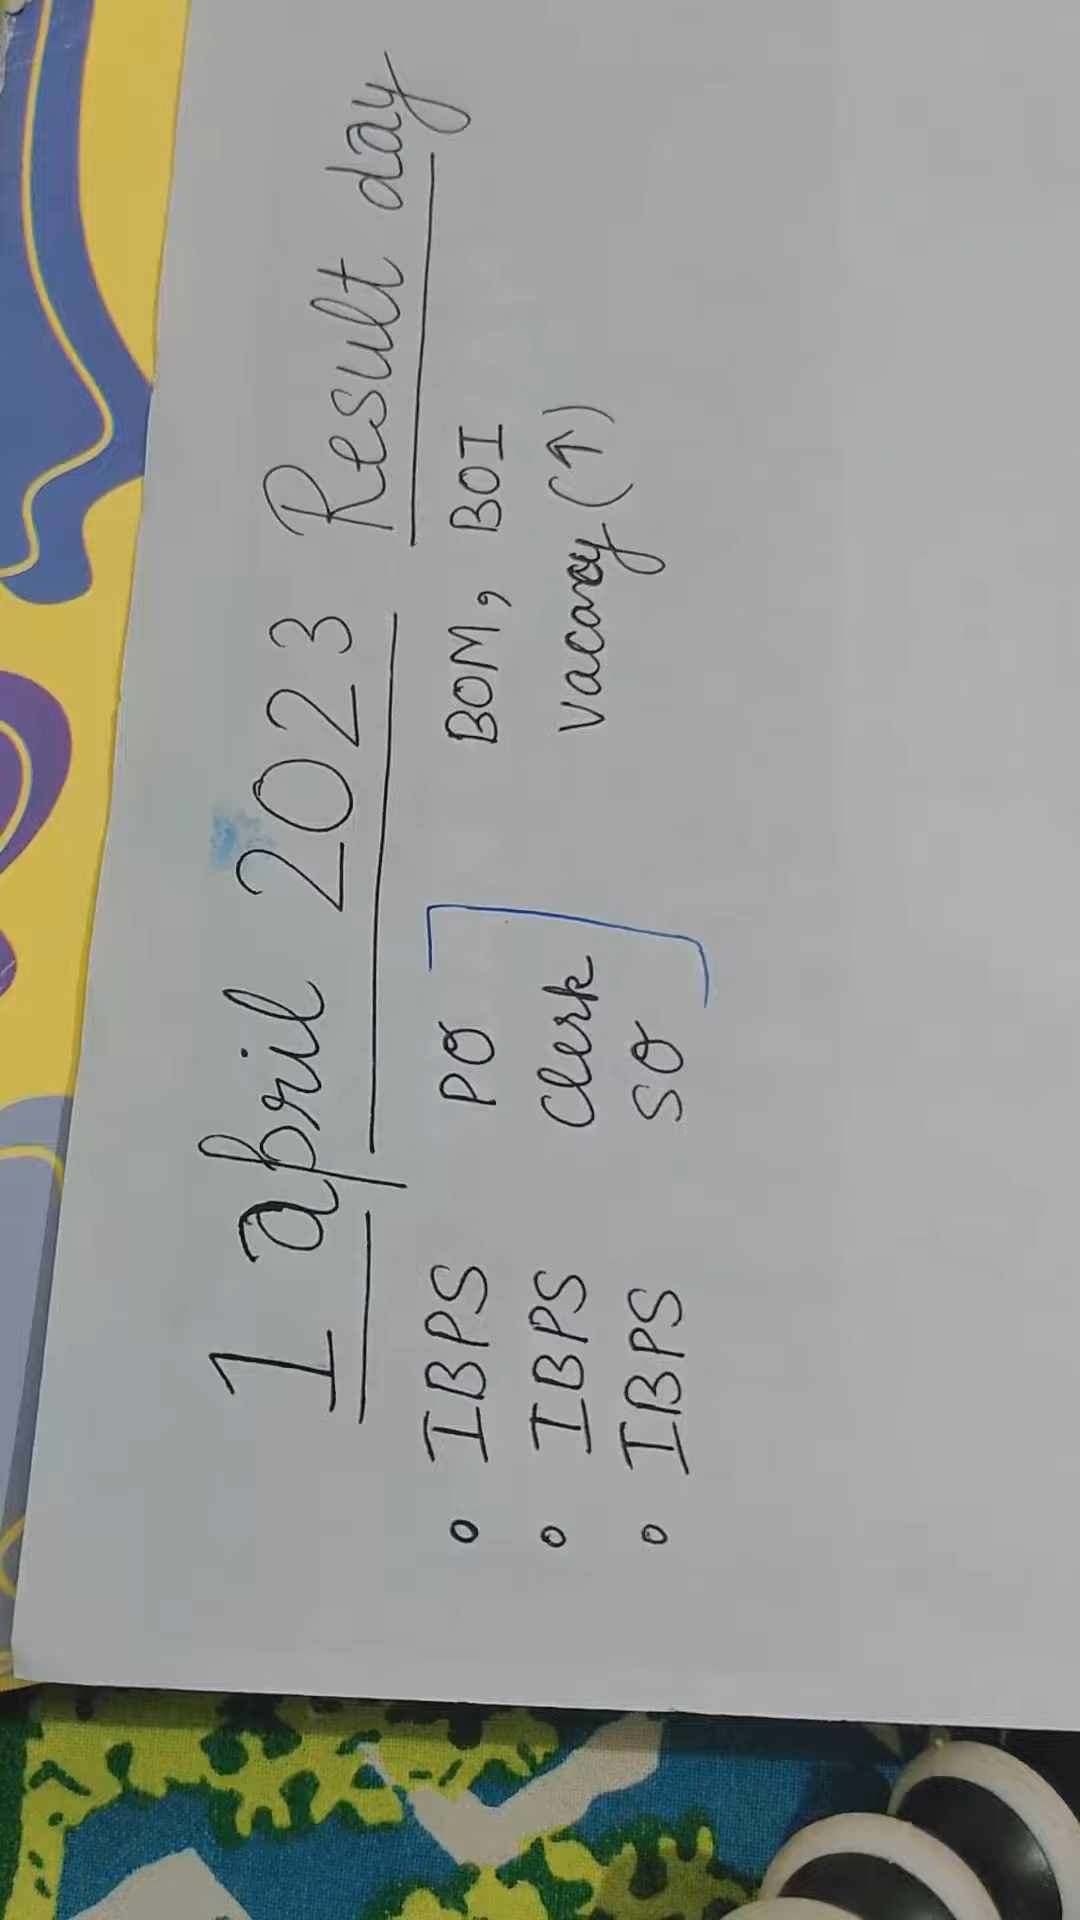 1 april 2023 Result day
• IBPS PO BOM, BOI
• IBPS Clerk vacancy (↑)
• IBPS SO